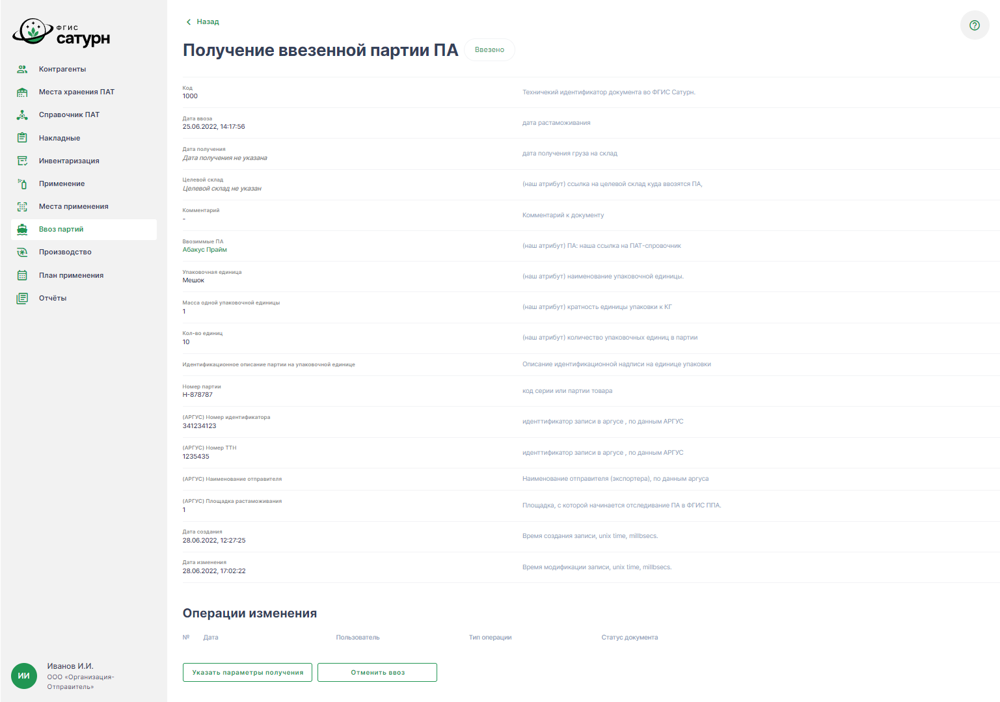 ФГИС
сатурн
Контрагенты
Места хранения ПАТ
Справочник ПАТ
Накладные
Инвентаризация
Применение
Места применения
Ввоз партий
Производство
План применения
Отчёты
ИИ
Иванов И.И.
ООО «Организация-
Отправитель»
Назад
Получение ввезенной партии ПА
Ввезено
Код
1000
Техничекий идентификатор документа во ФГИС Сатурн.
Дата ввоза
25.06.2022, 14:17:56
дата растаможивания
Дата получения
Дата получения не указана
дата получения груза на склад
Целевой склад
Целевой склад не указан
(наш атрибут) ссылка на целевой склад куда ввозятся ПА,
Комментарий
-
Комментарий к документу
Ввозиммые ПА
Абакус Прайм
(наш атрибут) ПА: наша ссылка на ПАТ-спровочник
Упаковочная единица
Мешок
(наш атрибут) наименование упаковочной единицы.
Масса одной упаковочной единицы
1
(наш атрибут) кратность единицы упаковки к КГ
Кол-во единиц
10
(наш атрибут) количество упаковочных единиц в партии
Идентификационное описание партии на упаковочной единице
Описание идентификационной надписи на единице упаковки
Номер партии
Н-878787
код серии или партии товара
(АРГУС) Номер идентификатора
341234123
иденттификатор записи в аргусе , по данным АРГУС
(АРГУС) Номер ТТН
1235435
иденттификатор записи в аргусе , по данным АРГУС
(АРГУС) Наименование отправителя
Наименование отправителя (экспортера), по данным аргуса
(АРГУС) Площадка растаможивания
1
Площадка, с которой начинается отследивание ПА в ФГИС ППА.
Дата создания
28.06.2022, 12:27:25
Время создания записи, unix time, millbsecs.
Дата изменения
28.06.2022, 17:02:22
Время модификации записи, unix time, millbsecs.
Операции изменения
№ Дата Пользователь Тип операции Статус документа
Указать параметры получения
Отменить ввоз